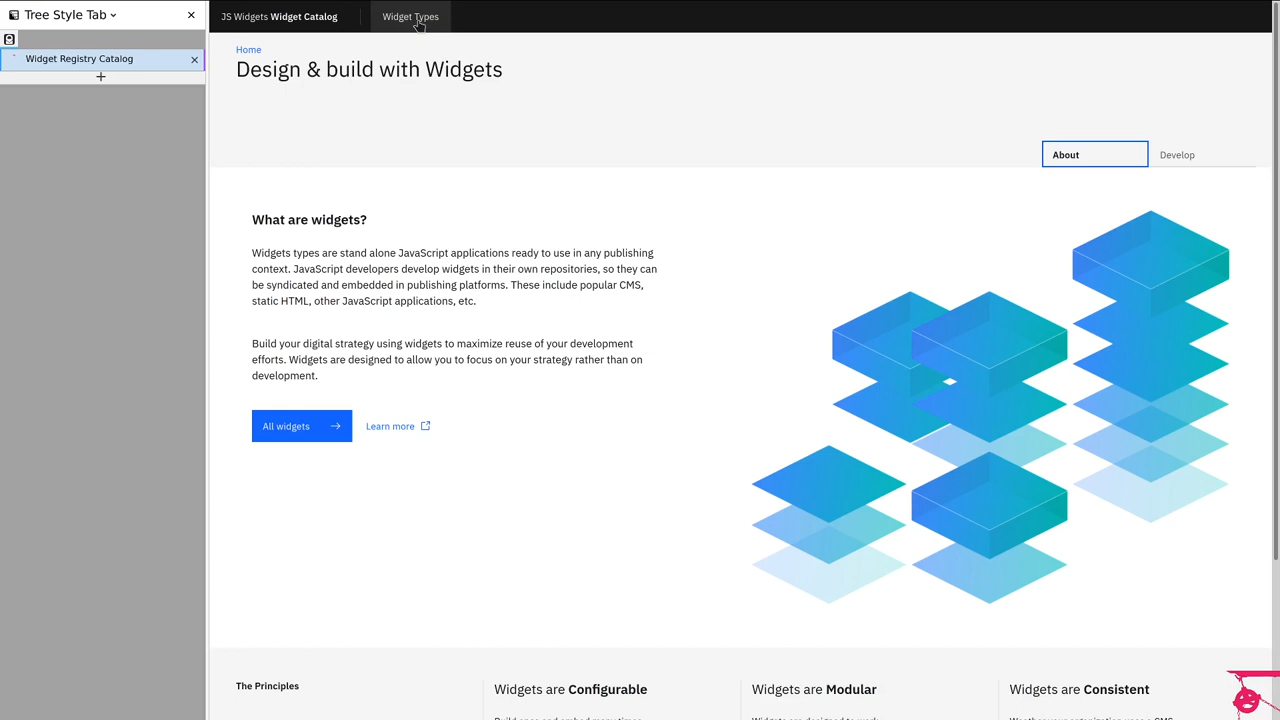 Tree Style Tab
Widget Registry Catalog
JS Widgets Widget Catalog
Widget Types
Home
Design & build with Widgets
About
Develop
What are widgets?
Widgets types are stand alone JavaScript applications ready to use in any publishing
context. JavaScript developers develop widgets in their own repositories, so they can
be syndicated and embedded in publishing platforms. These include popular CMS,
static HTML, other JavaScript applications, etc.
Build your digital strategy using widgets to maximize reuse of your development
efforts. Widgets are designed to allow you to focus on your strategy rather than on
development.
All widgets
Learn more
The Principles
Widgets are Configurable
Widgets are Modular
Widgets are Consistent